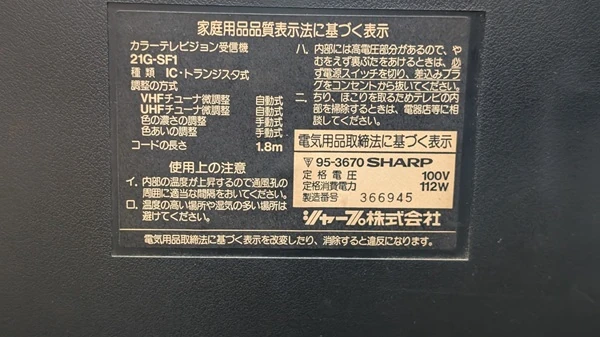 家庭用品品質表示法に基づく表示
カラーテレビジョン受信機
21G-SF1
種類 IC・トランジスタ式
調整の方式
VHFチューナ微調整 自動式
UHFチューナ微調整 自動式
色の濃さの調整 手動式
色あいの調整 手動式
コードの長さ 1.8m
使用上の注意
イ. 内部の温度が上昇するので通風孔の
周囲に適当な間隔をおいてください。
ロ. 温度の高い場所や湿気の多い場所は
避けてください。
ハ. 内部には高電圧部分があるので、や
むをえず裏ぶたをあけるときは、必
ず電源スイッチを切り、差込みプラ
グをコンセントから抜いてください。
ニ. ちり、ほこりを取るためテレビの内
部を掃除するときは、電器店等に相
談してください。
電気用品取締法に基づく表示
95-3670 SHARP
定格電圧 100V
定格消費電力 112W
製造番号 366945
シャープ株式会社
電気用品取締法に基づく表示を改変したり、消除すると違反になります。